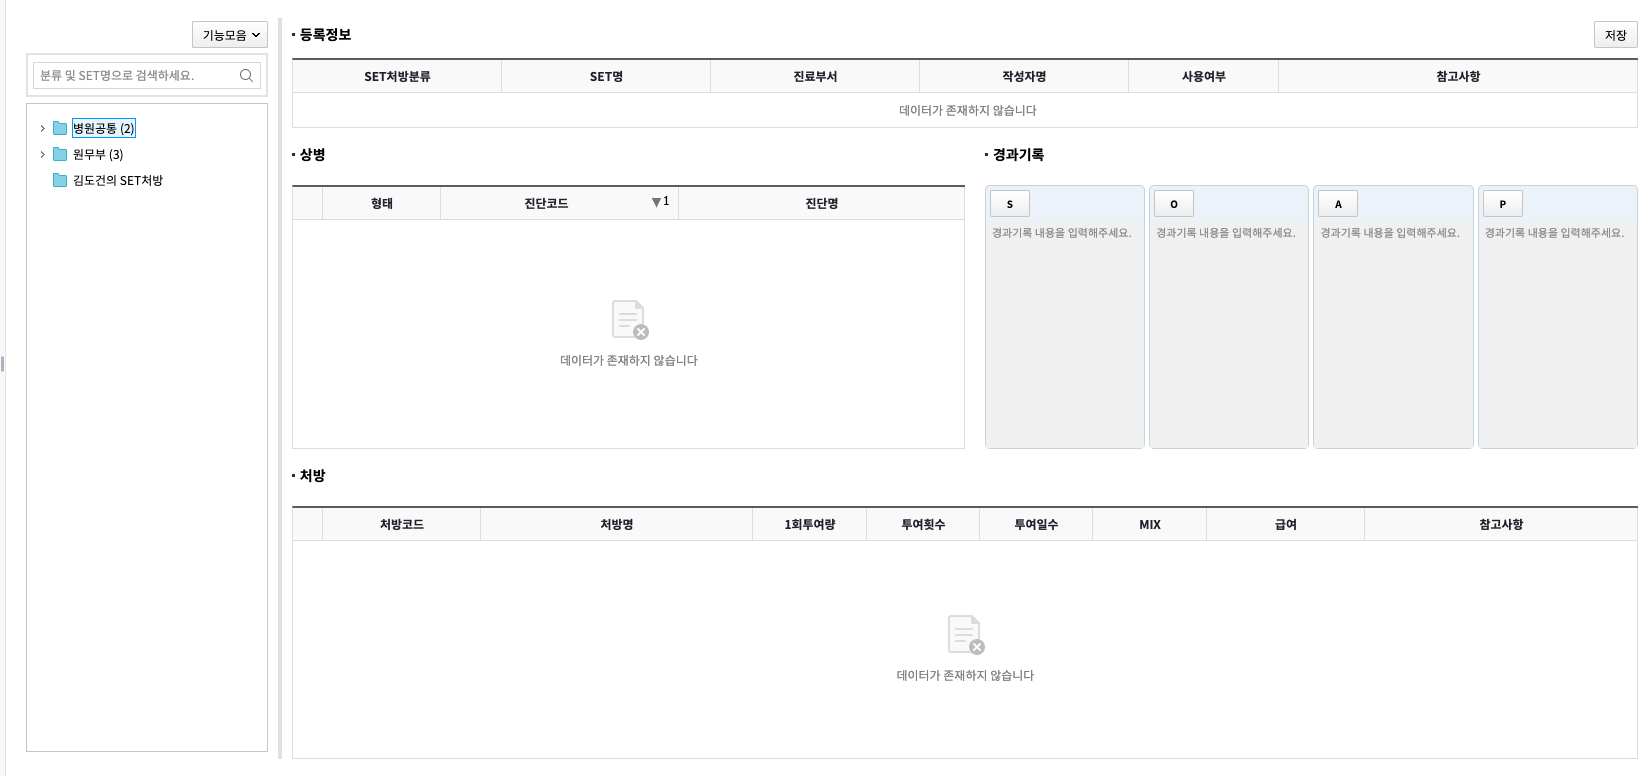 기능모음
분류 및 SET명으로 검색하세요.
병원공통 (2)
원무부 (3)
김도건의 SET처방
등록정보
저장
SET처방분류 SET명 진료부서 작성자명 사용여부 참고사항
데이터가 존재하지 않습니다
상병
형태 진단코드 ▼1 진단명
데이터가 존재하지 않습니다
경과기록
S O A P
경과기록 내용을 입력해주세요. 경과기록 내용을 입력해주세요. 경과기록 내용을 입력해주세요. 경과기록 내용을 입력해주세요.
처방
처방코드 처방명 1회투여량 투여횟수 투여일수 MIX 급여 참고사항
데이터가 존재하지 않습니다